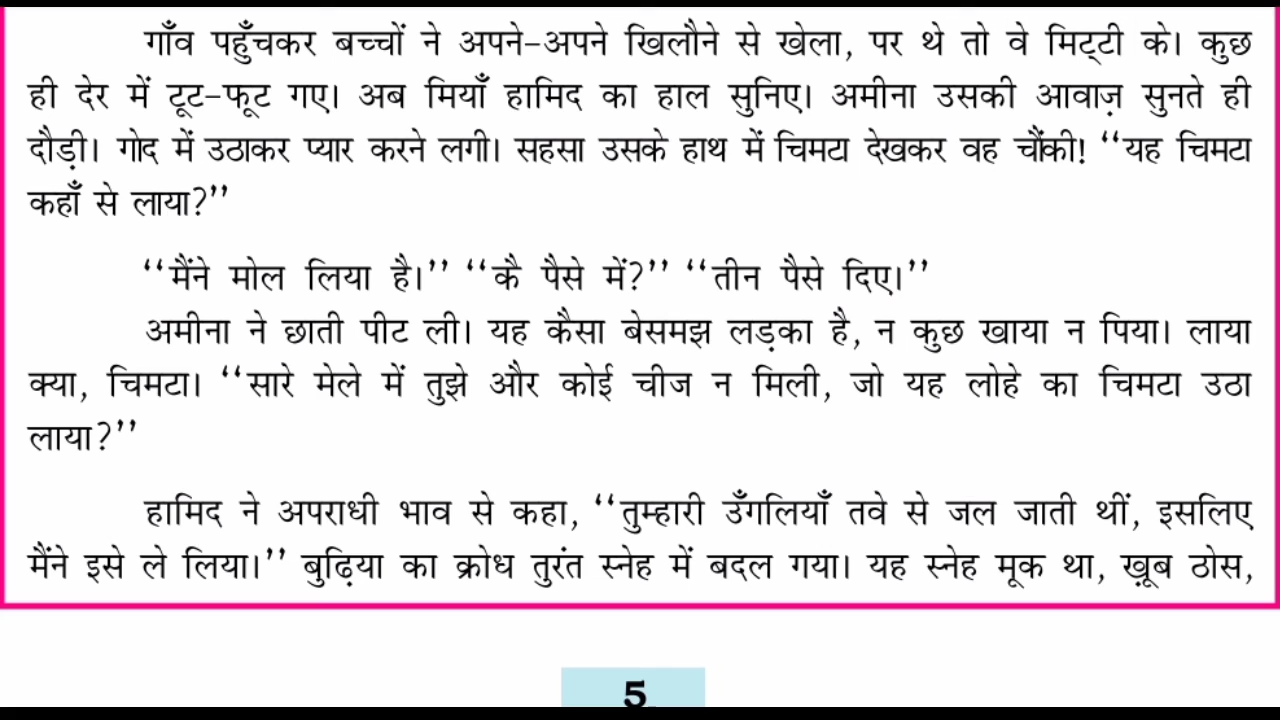 गाँव पहुँचकर बच्चों ने अपने-अपने खिलौने से खेला, पर थे तो वे मिट्‌टी के। कुछ
ही देर में टूट-फूट गए। अब मियाँ हामिद का हाल सुनिए। अमीना उसकी आवाज़ सुनते ही
दौड़ी। गोद में उठाकर प्यार करने लगी। सहसा उसके हाथ में चिमटा देखकर वह चौंकी! ‘‘यह चिमटा
कहाँ से लाया?’’
‘‘मैंने मोल लिया है।’’ ‘‘कै पैसे में?’’ ‘‘तीन पैसे दिए।’’
अमीना ने छाती पीट ली। यह कैसा बेसमझ लड़का है, न कुछ खाया न पिया। लाया
क्या, चिमटा। ‘‘सारे मेले में तुझे और कोई चीज न मिली, जो यह लोहे का चिमटा उठा
लाया?’’
हामिद ने अपराधी भाव से कहा, ‘‘तुम्हारी उँगलियाँ तवे से जल जाती थीं, इसलिए
मैंने इसे ले लिया।’’ बुढ़िया का क्रोध तुरंत स्नेह में बदल गया। यह स्नेह मूक था, ख़ूब ठोस,
5